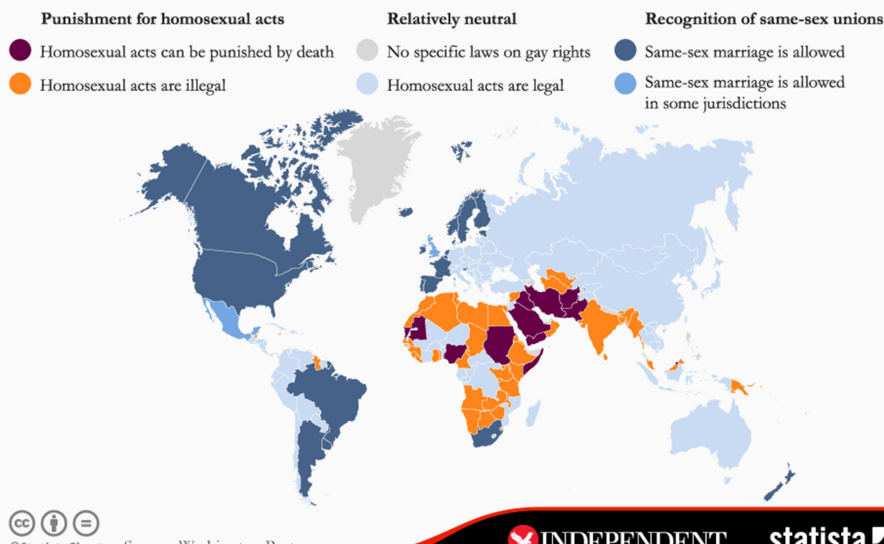 Punishment for homosexual acts
Homosexual acts can be punished by death
Homosexual acts are illegal
Relatively neutral
No specific laws on gay rights
Homosexual acts are legal
Recognition of same-sex unions
Same-sex marriage is allowed
Same-sex marriage is allowed
in some jurisdictions
cc
INDEPENDENT
statista